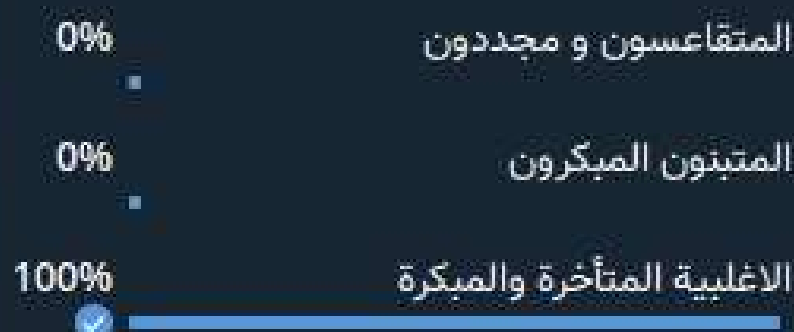 المتقاعسون و مجددون 0%
المتبنون المبكرون 0%
الاغلبية المتأخرة والمبكرة 100%